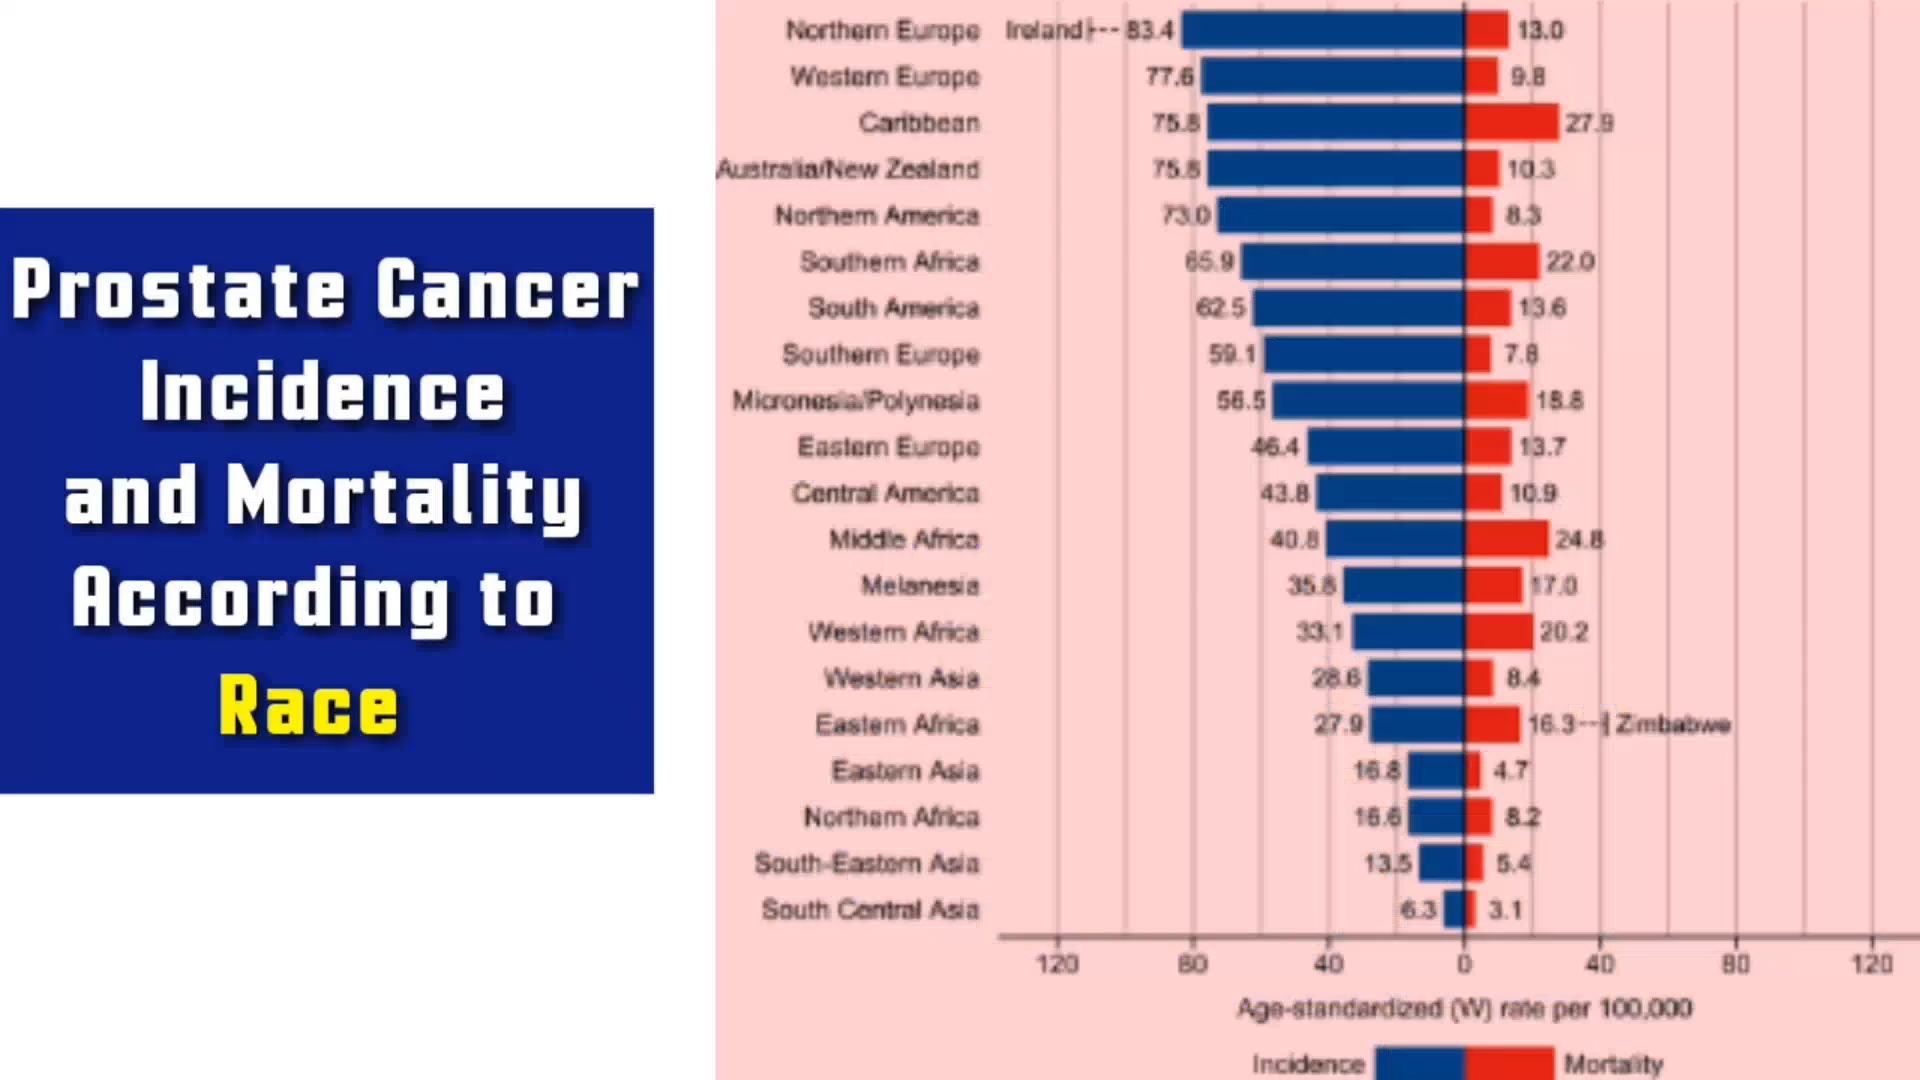 Prostate Cancer
Incidence
and Mortality
According to
Race
Northern Europe Ireland 83.4 13.0
Western Europe 77.6 9.8
Caribbean 75.8 27.9
Australia/New Zealand 75.8 10.3
Northern America 73.0 8.3
Southern Africa 65.9 22.0
South America 62.5 13.6
Southern Europe 59.1 7.8
Micronesia/Polynesia 56.5 18.8
Eastern Europe 46.4 13.7
Central America 43.8 10.9
Middle Africa 40.8 24.8
Melanesia 35.8 17.0
Western Africa 33.1 20.2
Western Asia 28.6 8.4
Eastern Africa 27.9 16.3 Zimbabwe
Eastern Asia 16.8 4.7
Northern Africa 16.6 8.2
South-Eastern Asia 13.5 5.4
South Central Asia 6.3 3.1
120 80 40 0 40 80 120
Age-standardized (W) rate per 100,000
Incidence Mortality